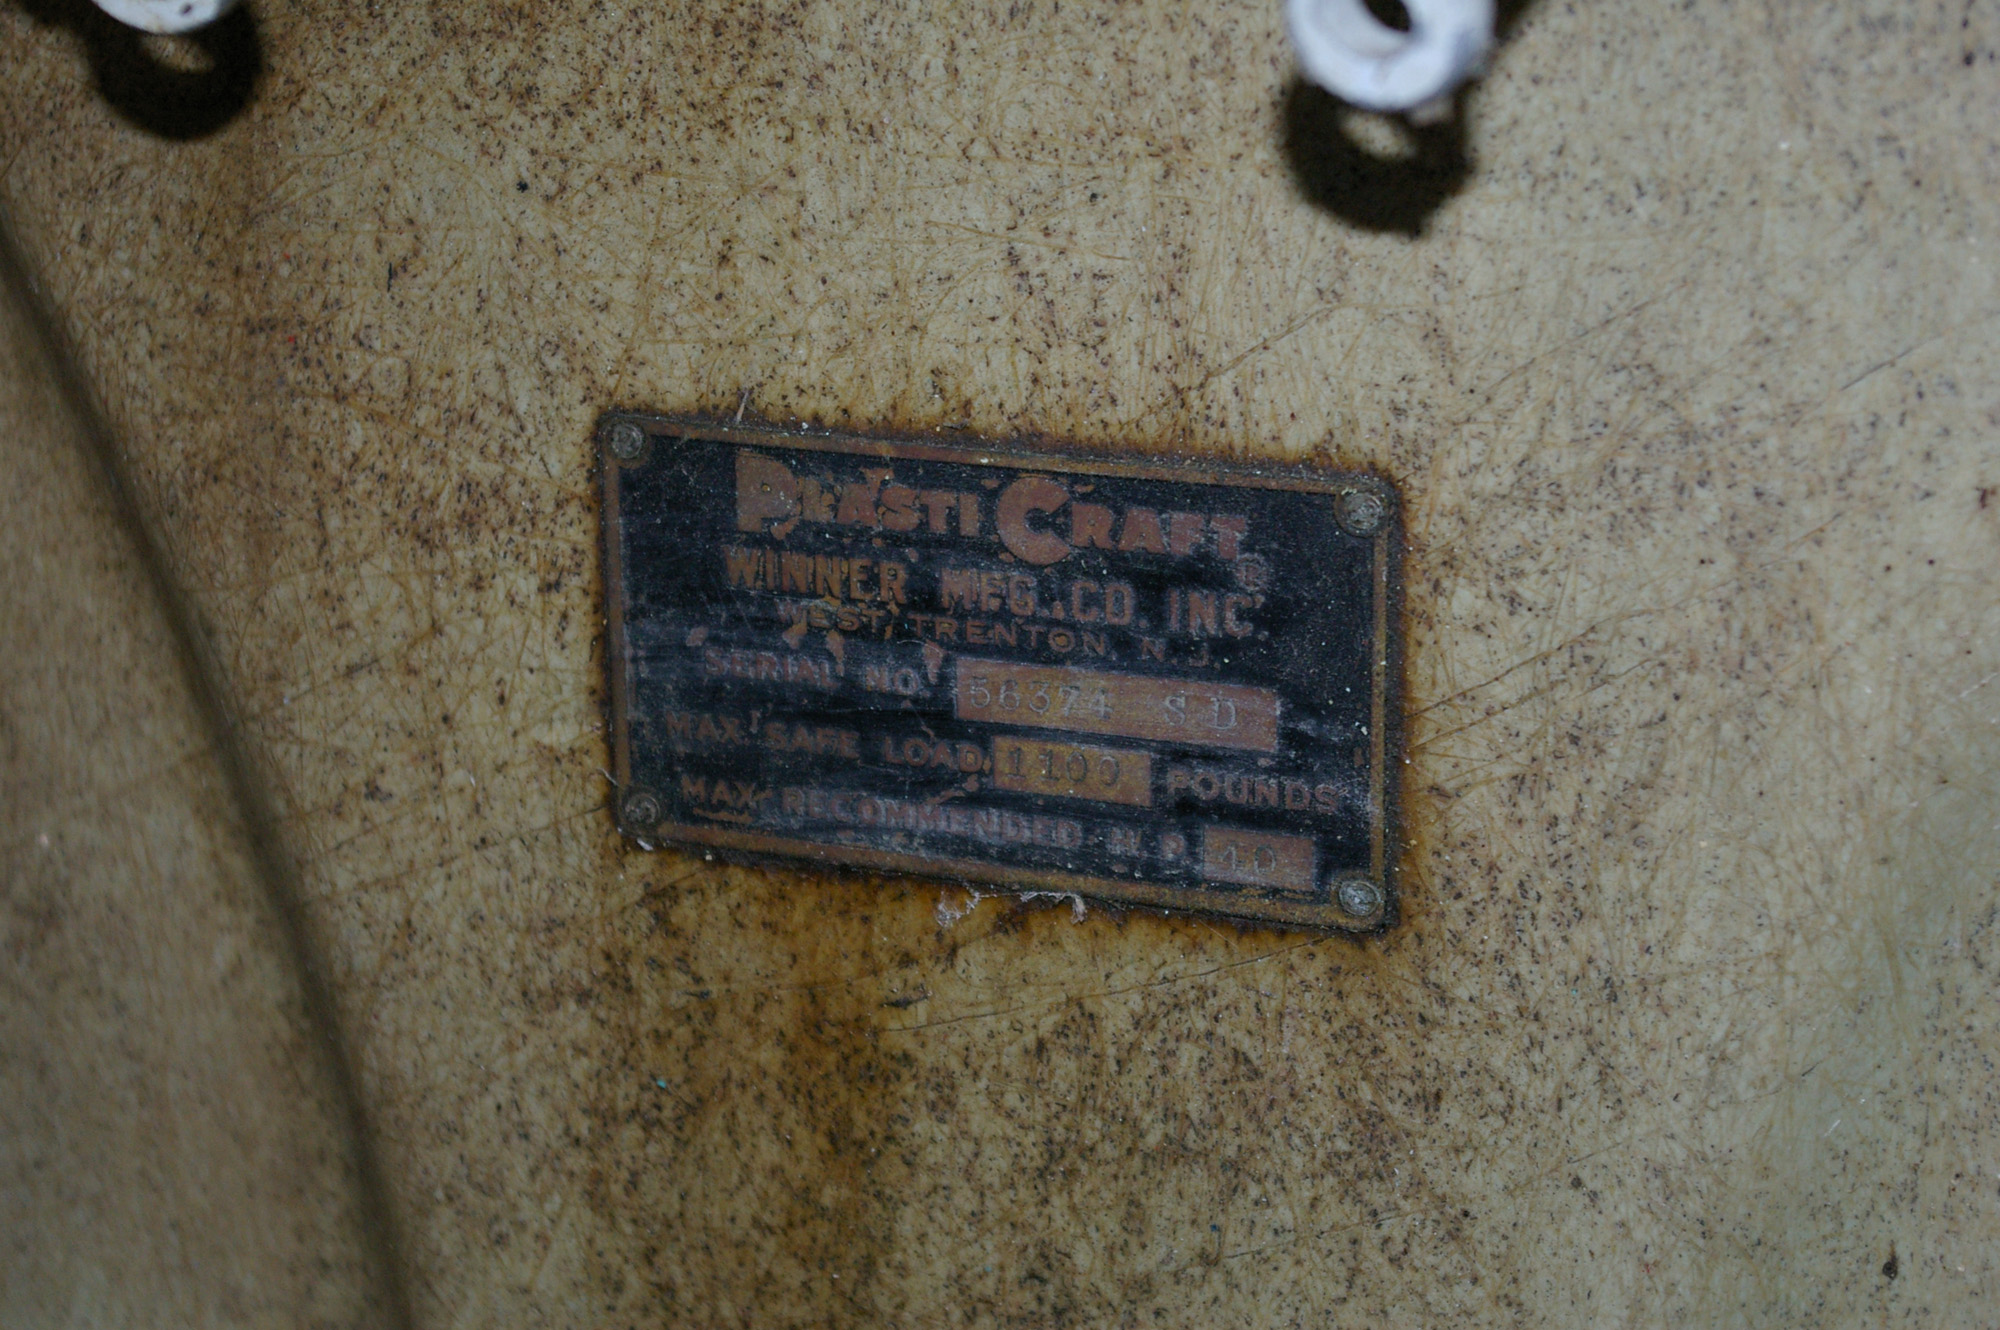 PLASTICRAFT ®
WINNER MFG. CO. INC.
WEST TRENTON, N. J.
SERIAL NO. 56374 SD
MAX. SAFE LOAD 1100 POUNDS
MAX. RECOMMENDED H. P. 40